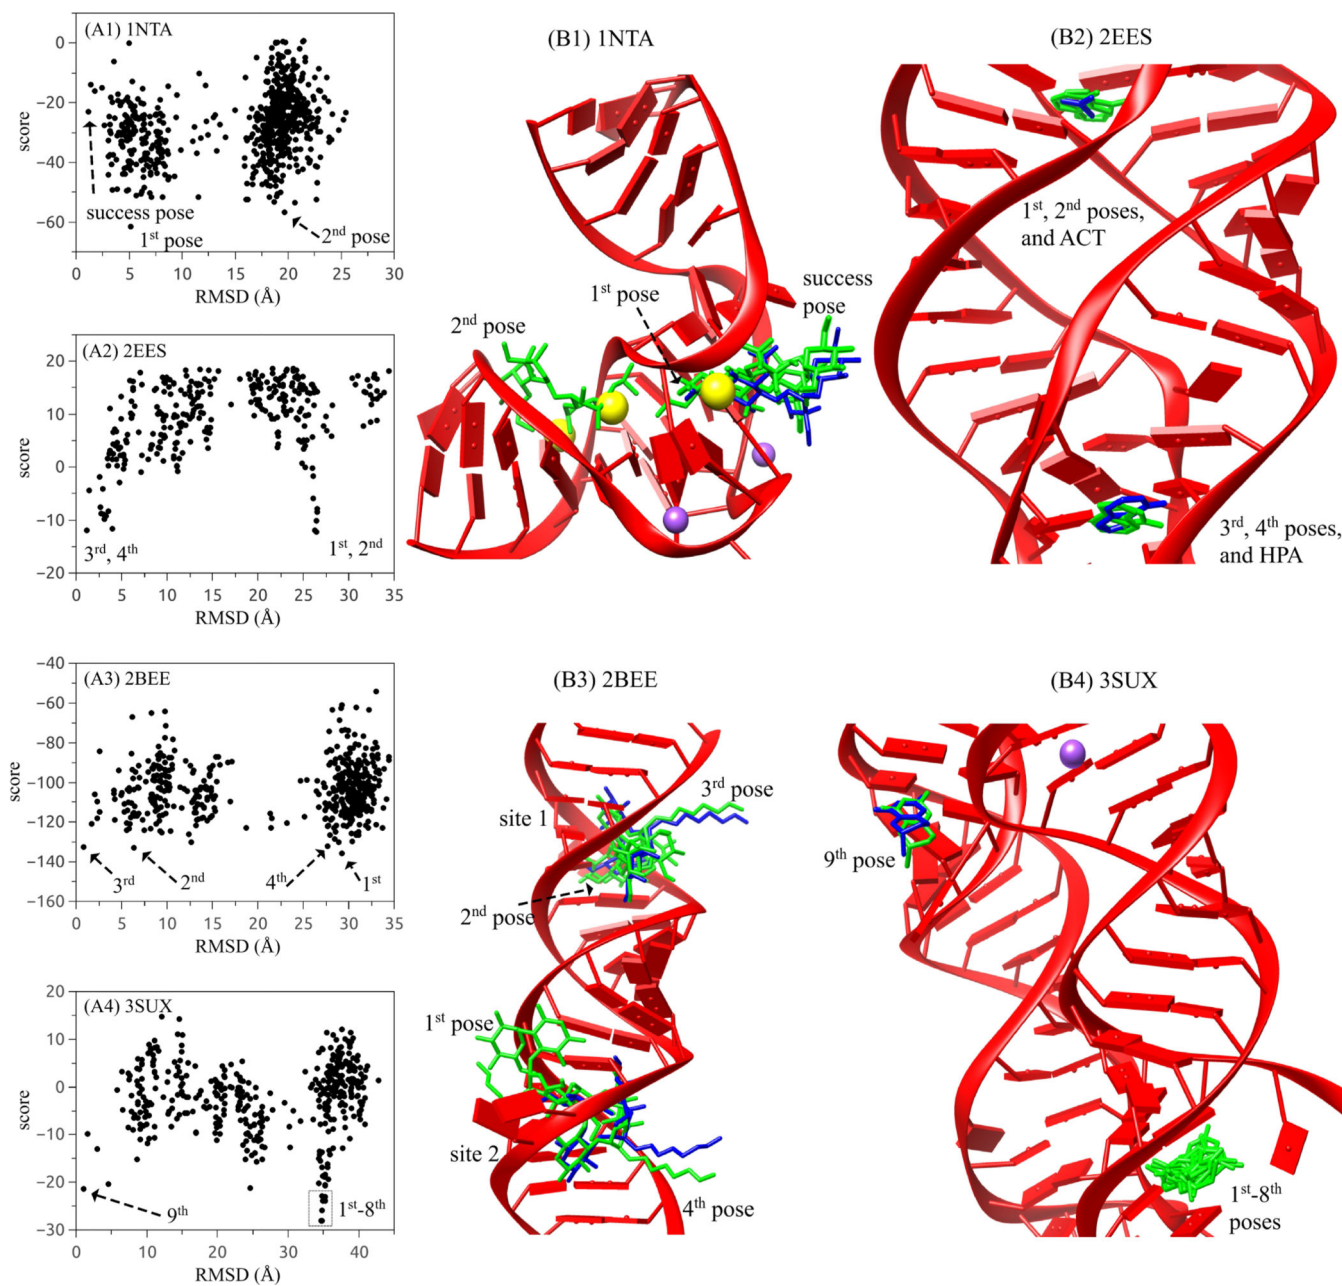 (A1) 1NTA
0
−20
−40
−60
score
success pose
1st pose
2nd pose
0 5 10 15 20 25 30
RMSD (Å)
(A2) 2EES
20
10
0
−10
−20
score
3rd, 4th
1st, 2nd
0 5 10 15 20 25 30 35
RMSD (Å)
(A3) 2BEE
−40
−60
−80
−100
−120
−140
−160
score
3rd
2nd
4th
1st
0 5 10 15 20 25 30 35
RMSD (Å)
(A4) 3SUX
20
10
0
−10
−20
−30
score
9th
1st-8th
0 10 20 30 40
RMSD (Å)
(B1) 1NTA
2nd pose
1st pose
success
pose
(B2) 2EES
1st, 2nd poses,
and ACT
3rd, 4th poses,
and HPA
(B3) 2BEE
site 1
3rd pose
2nd pose
1st pose
site 2
4th pose
(B4) 3SUX
9th pose
1st-8th
poses